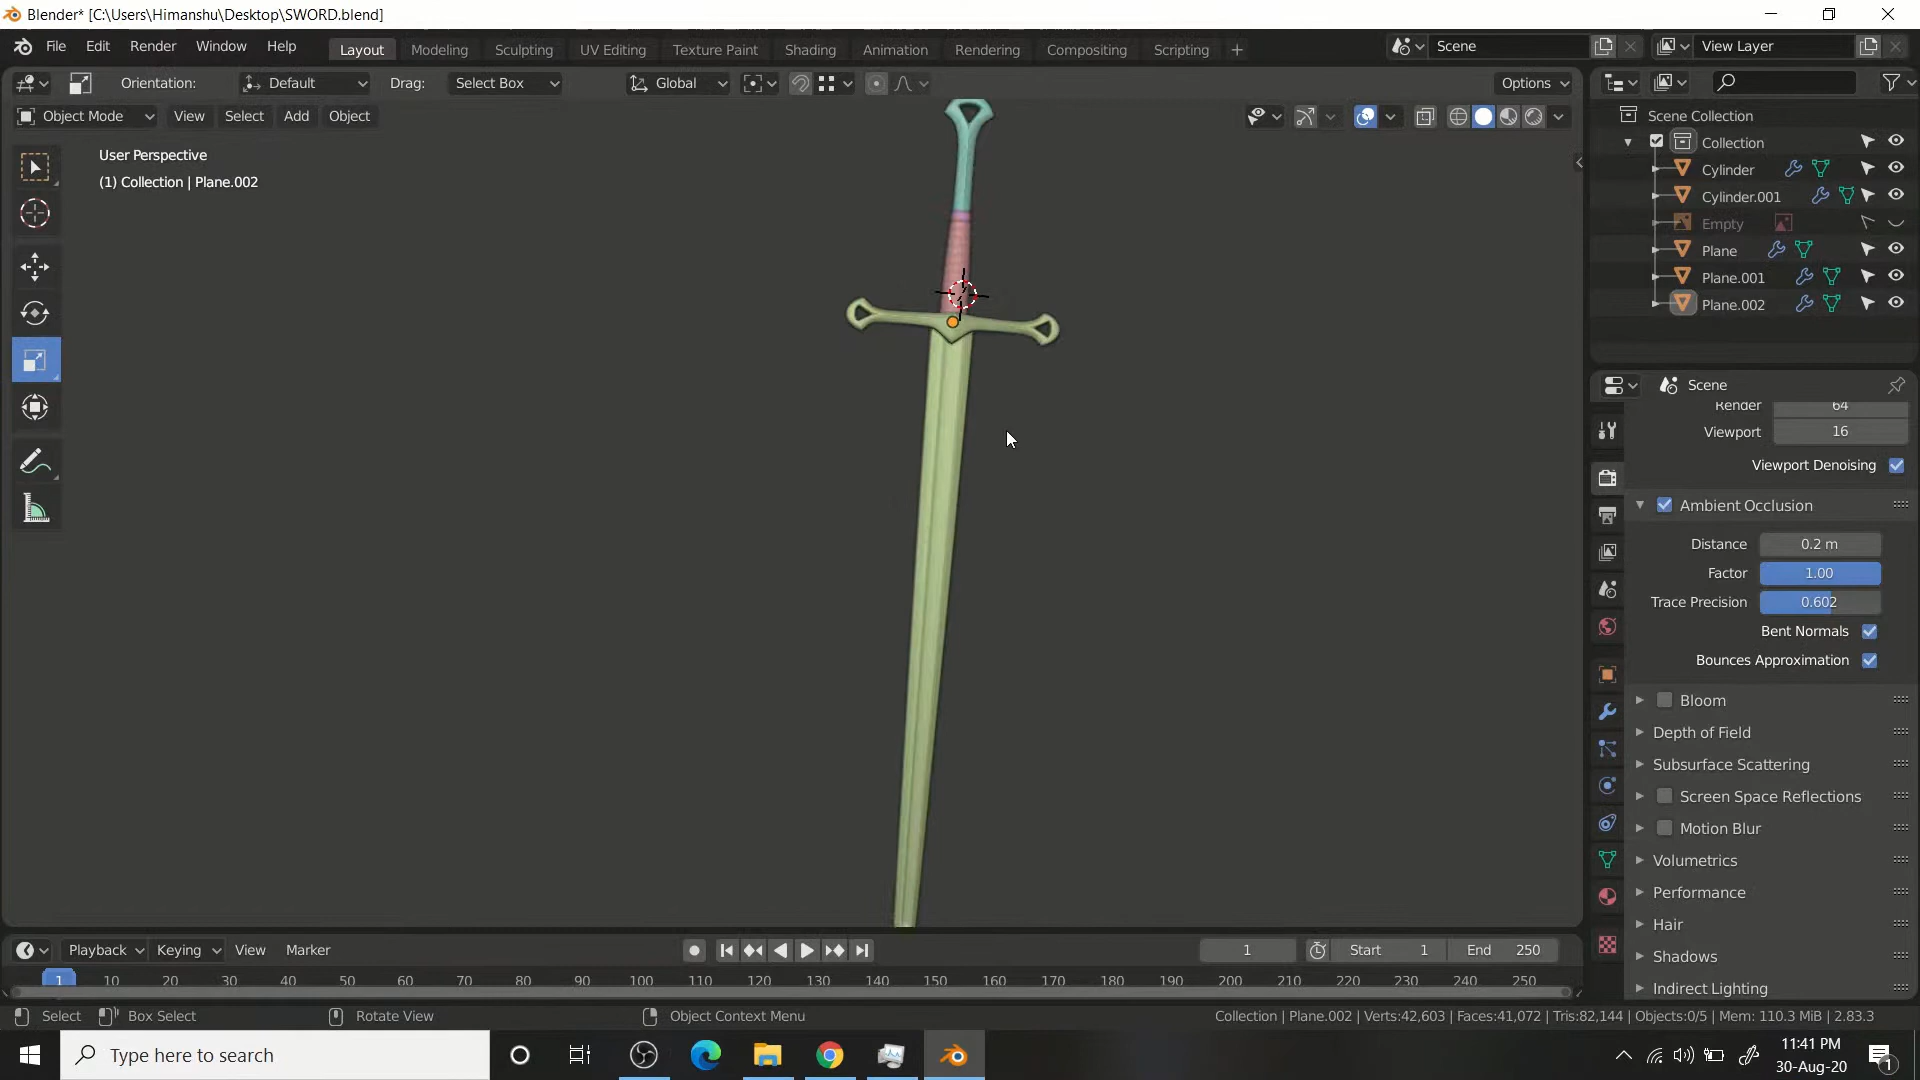 Blender* [C:\Users\Himanshu\Desktop\SWORD.blend]
File Edit Render Window Help Layout Modeling Sculpting UV Editing Texture Paint Shading Animation Rendering Compositing Scripting Scene View Layer
Orientation: Default Drag: Select Box Global Options
Object Mode View Select Add Object
User Perspective
(1) Collection | Plane.002
Scene Collection
Collection
Cylinder
Cylinder.001
Empty
Plane
Plane.001
Plane.002
Scene
Render 64
Viewport 16
Viewport Denoising
Ambient Occlusion
Distance 0.2 m
Factor 1.00
Trace Precision 0.602
Bent Normals
Bounces Approximation
Bloom
Depth of Field
Subsurface Scattering
Screen Space Reflections
Motion Blur
Volumetrics
Performance
Hair
Shadows
Indirect Lighting
Playback Keying View Marker 1 Start 1 End 250
1 10 20 30 40 50 60 70 80 90 100 110 120 130 140 150 160 170 180 190 200 210 220 230 240 250
Select Box Select Rotate View Object Context Menu Collection | Plane.002 | Verts:42,603 | Faces:41,072 | Tris:82,144 | Objects:0/5 | Mem: 110.3 MiB | 2.83.3
Type here to search
11:41 PM
30-Aug-20
1